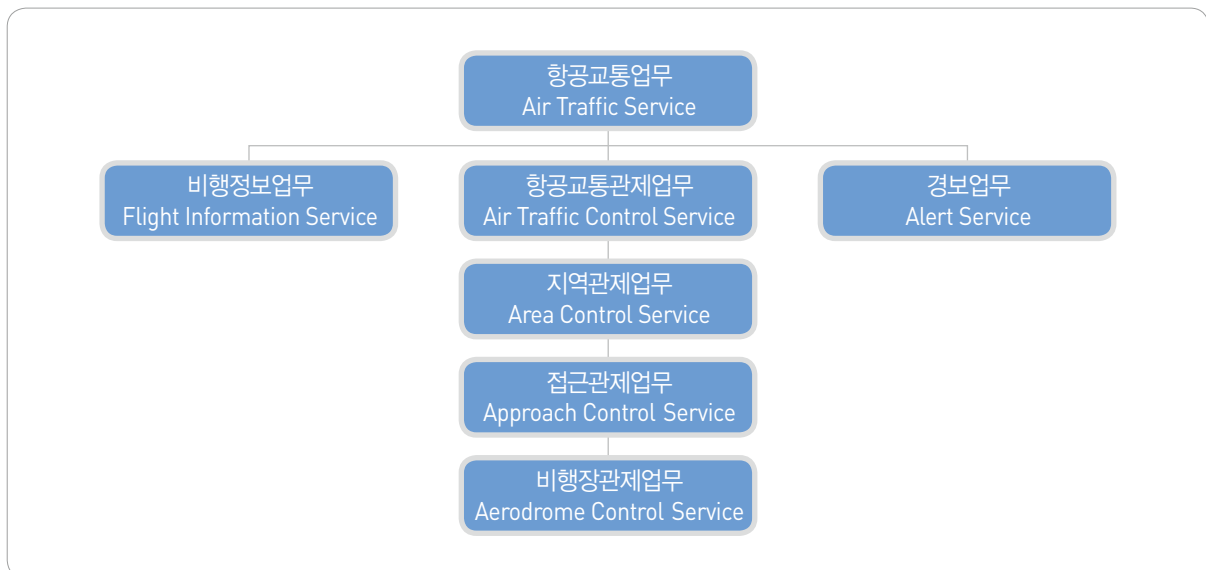 항공교통업무
Air Traffic Service
비행정보업무
Flight Information Service
항공교통관제업무
Air Traffic Control Service
경보업무
Alert Service
지역관제업무
Area Control Service
접근관제업무
Approach Control Service
비행장관제업무
Aerodrome Control Service